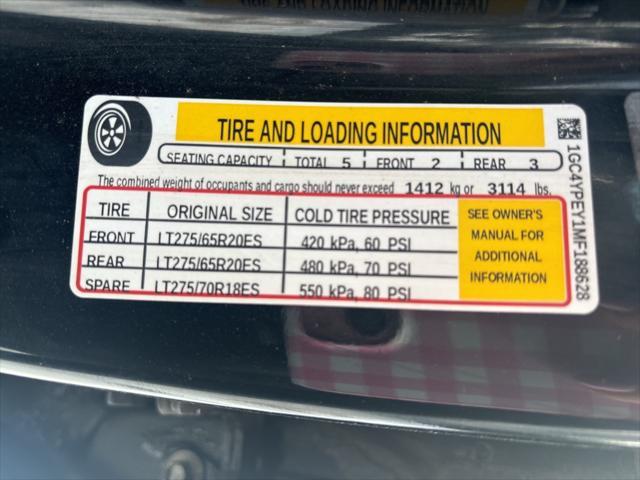 TIRE AND LOADING INFORMATION
SEATING CAPACITY TOTAL 5 FRONT 2 REAR 3
The combined weight of occupants and cargo should never exceed 1412 kg or 3114 lbs.
TIRE ORIGINAL SIZE COLD TIRE PRESSURE
FRONT LT275/65R20ES 420 kPa, 60 PSI
REAR LT275/65R20ES 480 kPa, 70 PSI
SPARE LT275/70R18ES 550 kPa, 80 PSI
SEE OWNER'S
MANUAL FOR
ADDITIONAL
INFORMATION
1GC4YPEY1MF188628